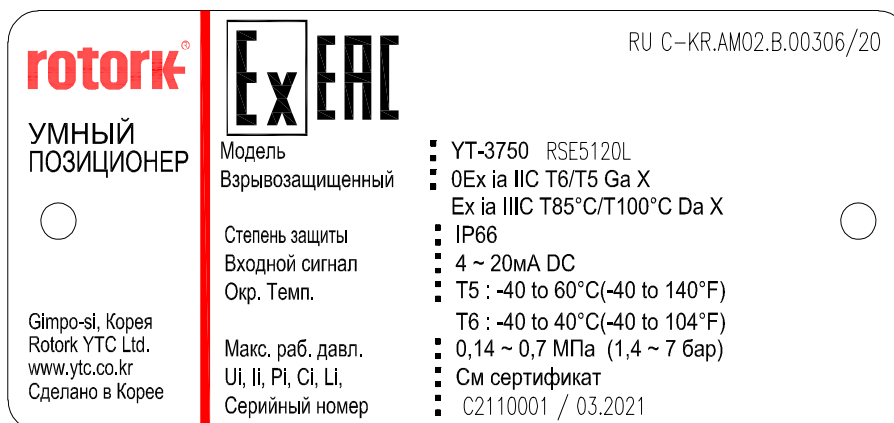 rotork®
УМНЫЙ
ПОЗИЦИОНЕР
Gimpo-si, Корея
Rotork YTC Ltd.
www.ytc.co.kr
Сделано в Корее
Ex EAC
RU C-KR.AM02.B.00306/20
Модель : YT-3750 RSE5120L
Взрывозащищенный : 0Ex ia IIC T6/T5 Ga X
Ex ia IIIC T85°C/T100°C Da X
Степень защиты : IP66
Входной сигнал : 4 ~ 20мА DC
Окр. Темп. : T5 : -40 to 60°C(-40 to 140°F)
T6 : -40 to 40°C(-40 to 104°F)
Макс. раб. давл. : 0,14 ~ 0,7 МПа (1,4 ~ 7 бар)
Ui, Ii, Pi, Ci, Li, : См сертификат
Серийный номер : C2110001 / 03.2021